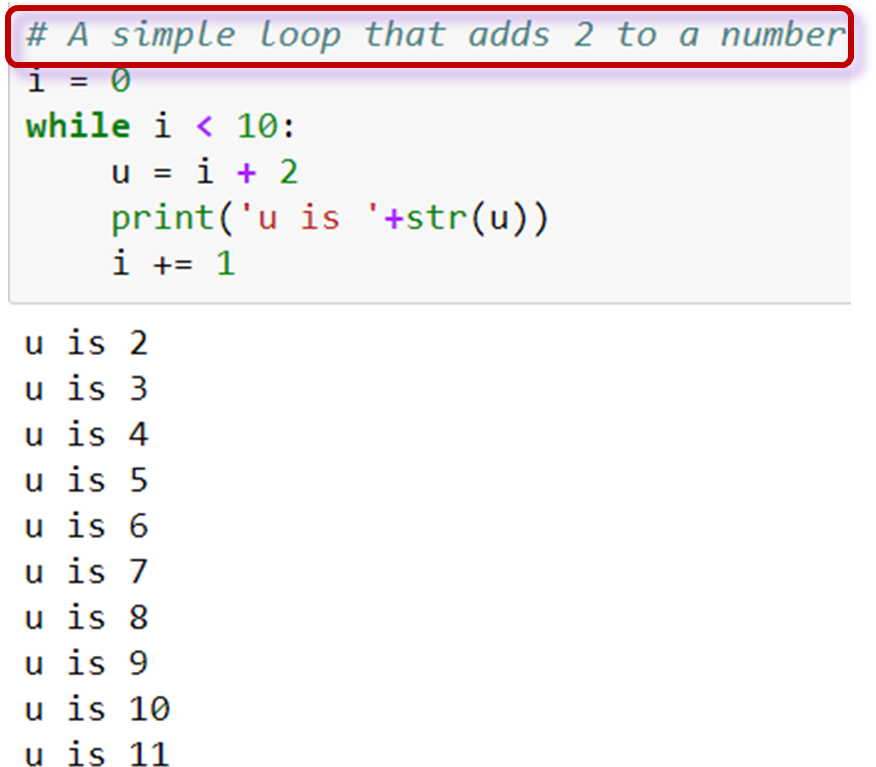 # A simple loop that adds 2 to a number
i = 0
while i < 10:
    u = i + 2
    print('u is '+str(u))
    i += 1
u is 2
u is 3
u is 4
u is 5
u is 6
u is 7
u is 8
u is 9
u is 10
u is 11